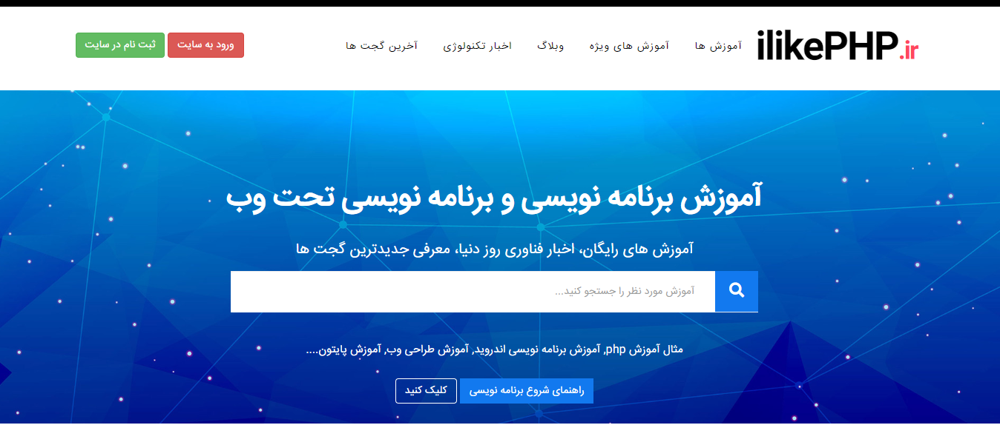 ilikePHP.ir
آموزش ها
آموزش های ویژه
وبلاگ
اخبار تکنولوژی
آخرین گجت ها
ورود به سایت
ثبت نام در سایت
آموزش برنامه نویسی و برنامه نویسی تحت وب
آموزش های رایگان، اخبار فناوری روز دنیا، معرفی جدیدترین گجت ها
آموزش مورد نظر را جستجو کنید...
مثال آموزش php, آموزش برنامه نویسی اندروید, آموزش طراحی وب, آموزش پایتون....
راهنمای شروع برنامه نویسی
کلیک کنید